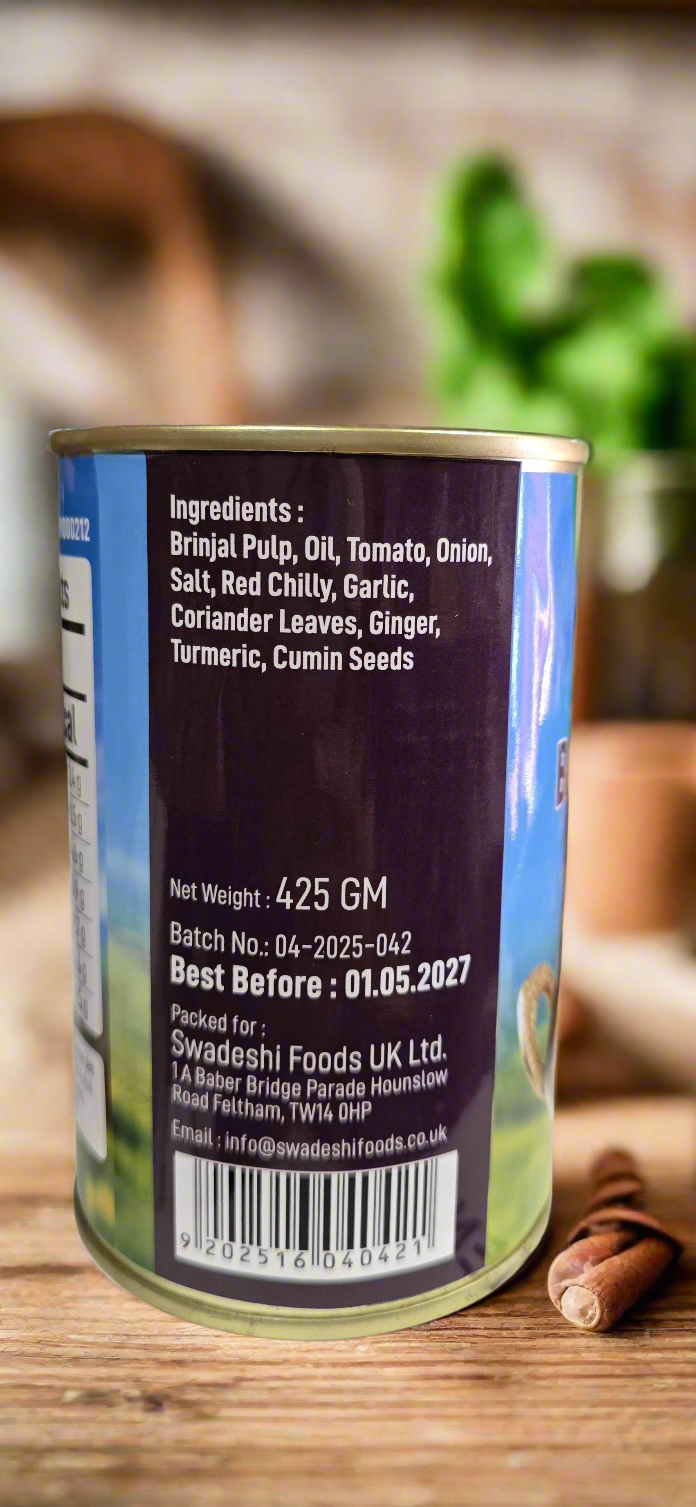 Ingredients :
Brinjal Pulp, Oil, Tomato, Onion,
Salt, Red Chilly, Garlic,
Coriander Leaves, Ginger,
Turmeric, Cumin Seeds
Net Weight : 425 GM
Batch No.: 04-2025-042
Best Before : 01.05.2027
Packed for :
Swadeshi Foods UK Ltd.
1 A Baber Bridge Parade Hounslow
Road Feltham, TW14 0HP
Email : info@swadeshifoods.co.uk
9 202516 040421